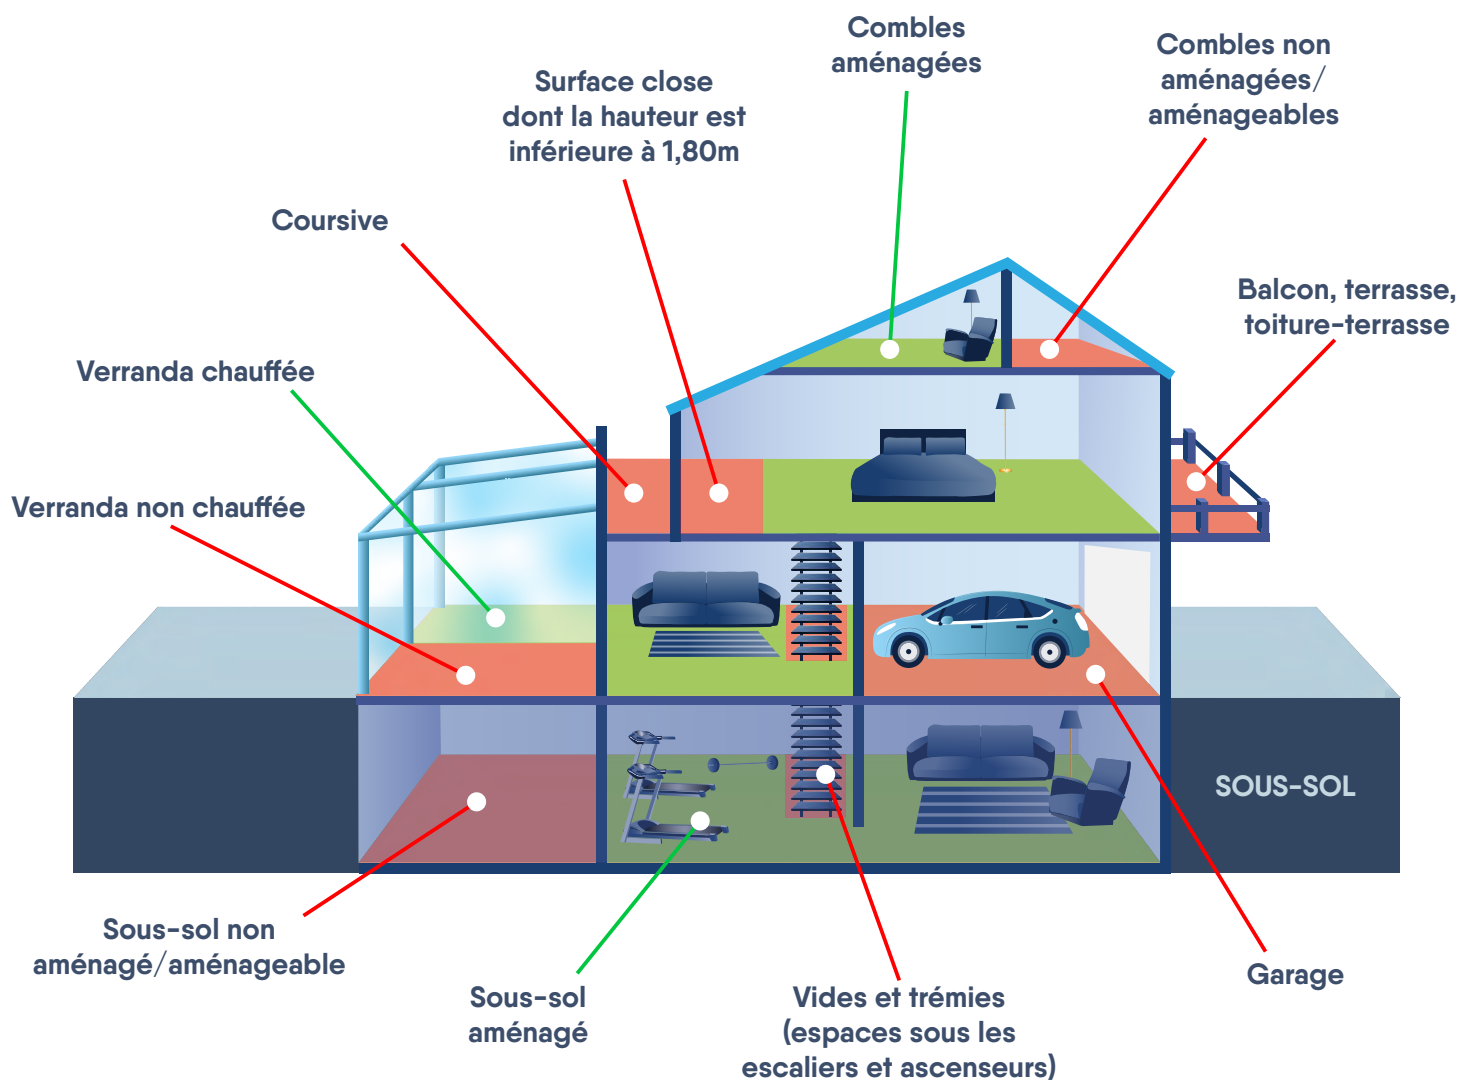 Combles
aménagées
Combles non
aménagées/
aménageables
Surface close
dont la hauteur est
inférieure à 1,80m
Coursive
Balcon, terrasse,
toiture-terrasse
Verranda chauffée
Verranda non chauffée
SOUS-SOL
Sous-sol non
aménagé/aménageable
Sous-sol
aménagé
Vides et trémies
(espaces sous les
escaliers et ascenseurs)
Garage